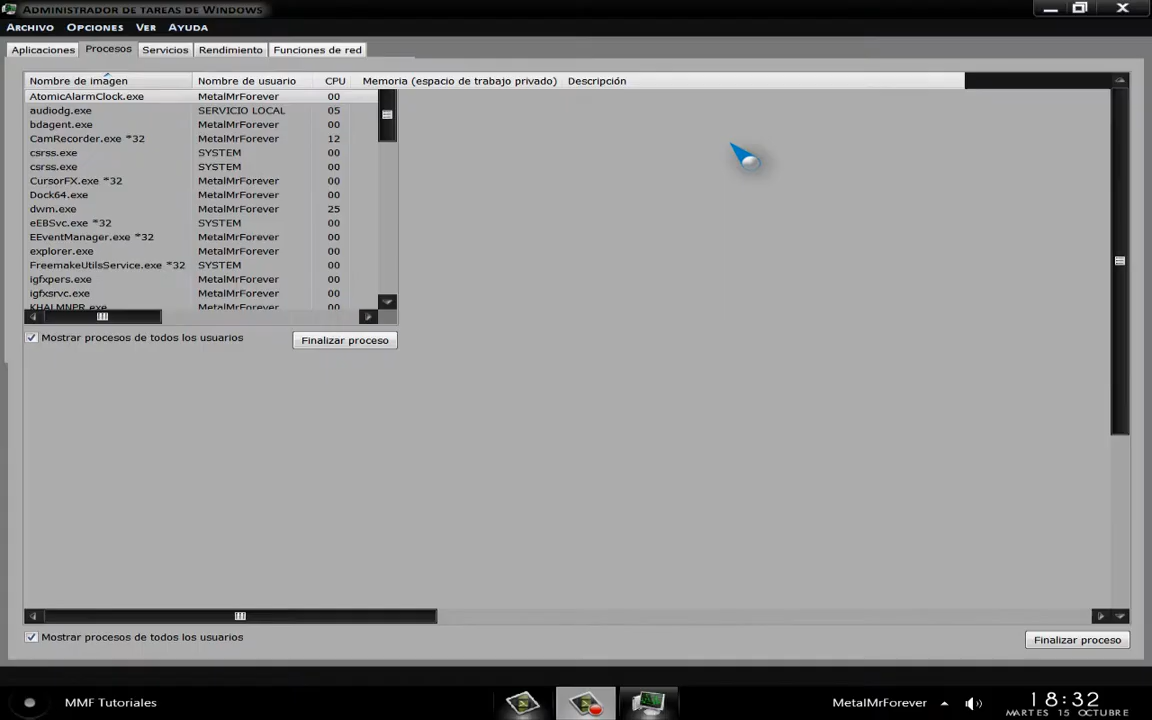 Administrador de tareas de Windows
Archivo Opciones Ver Ayuda
Aplicaciones Procesos Servicios Rendimiento Funciones de red
Nombre de imagen Nombre de usuario CPU Memoria (espacio de trabajo privado) Descripción
AtomicAlarmClock.exe MetalMrForever 00
audiodg.exe SERVICIO LOCAL 05
bdagent.exe MetalMrForever 00
CamRecorder.exe *32 MetalMrForever 12
csrss.exe SYSTEM 00
csrss.exe SYSTEM 00
CursorFX.exe *32 MetalMrForever 00
Dock64.exe MetalMrForever 00
dwm.exe MetalMrForever 25
eEBSvc.exe *32 SYSTEM 00
EEventManager.exe *32 MetalMrForever 00
explorer.exe MetalMrForever 00
FreemakeUtilsService.exe *32 SYSTEM 00
igfxpers.exe MetalMrForever 00
igfxsrvc.exe MetalMrForever 00
KHALMNPR.exe MetalMrForever 00
Mostrar procesos de todos los usuarios Finalizar proceso
Mostrar procesos de todos los usuarios Finalizar proceso
MMF Tutoriales MetalMrForever 18:32
martes 15 octubre